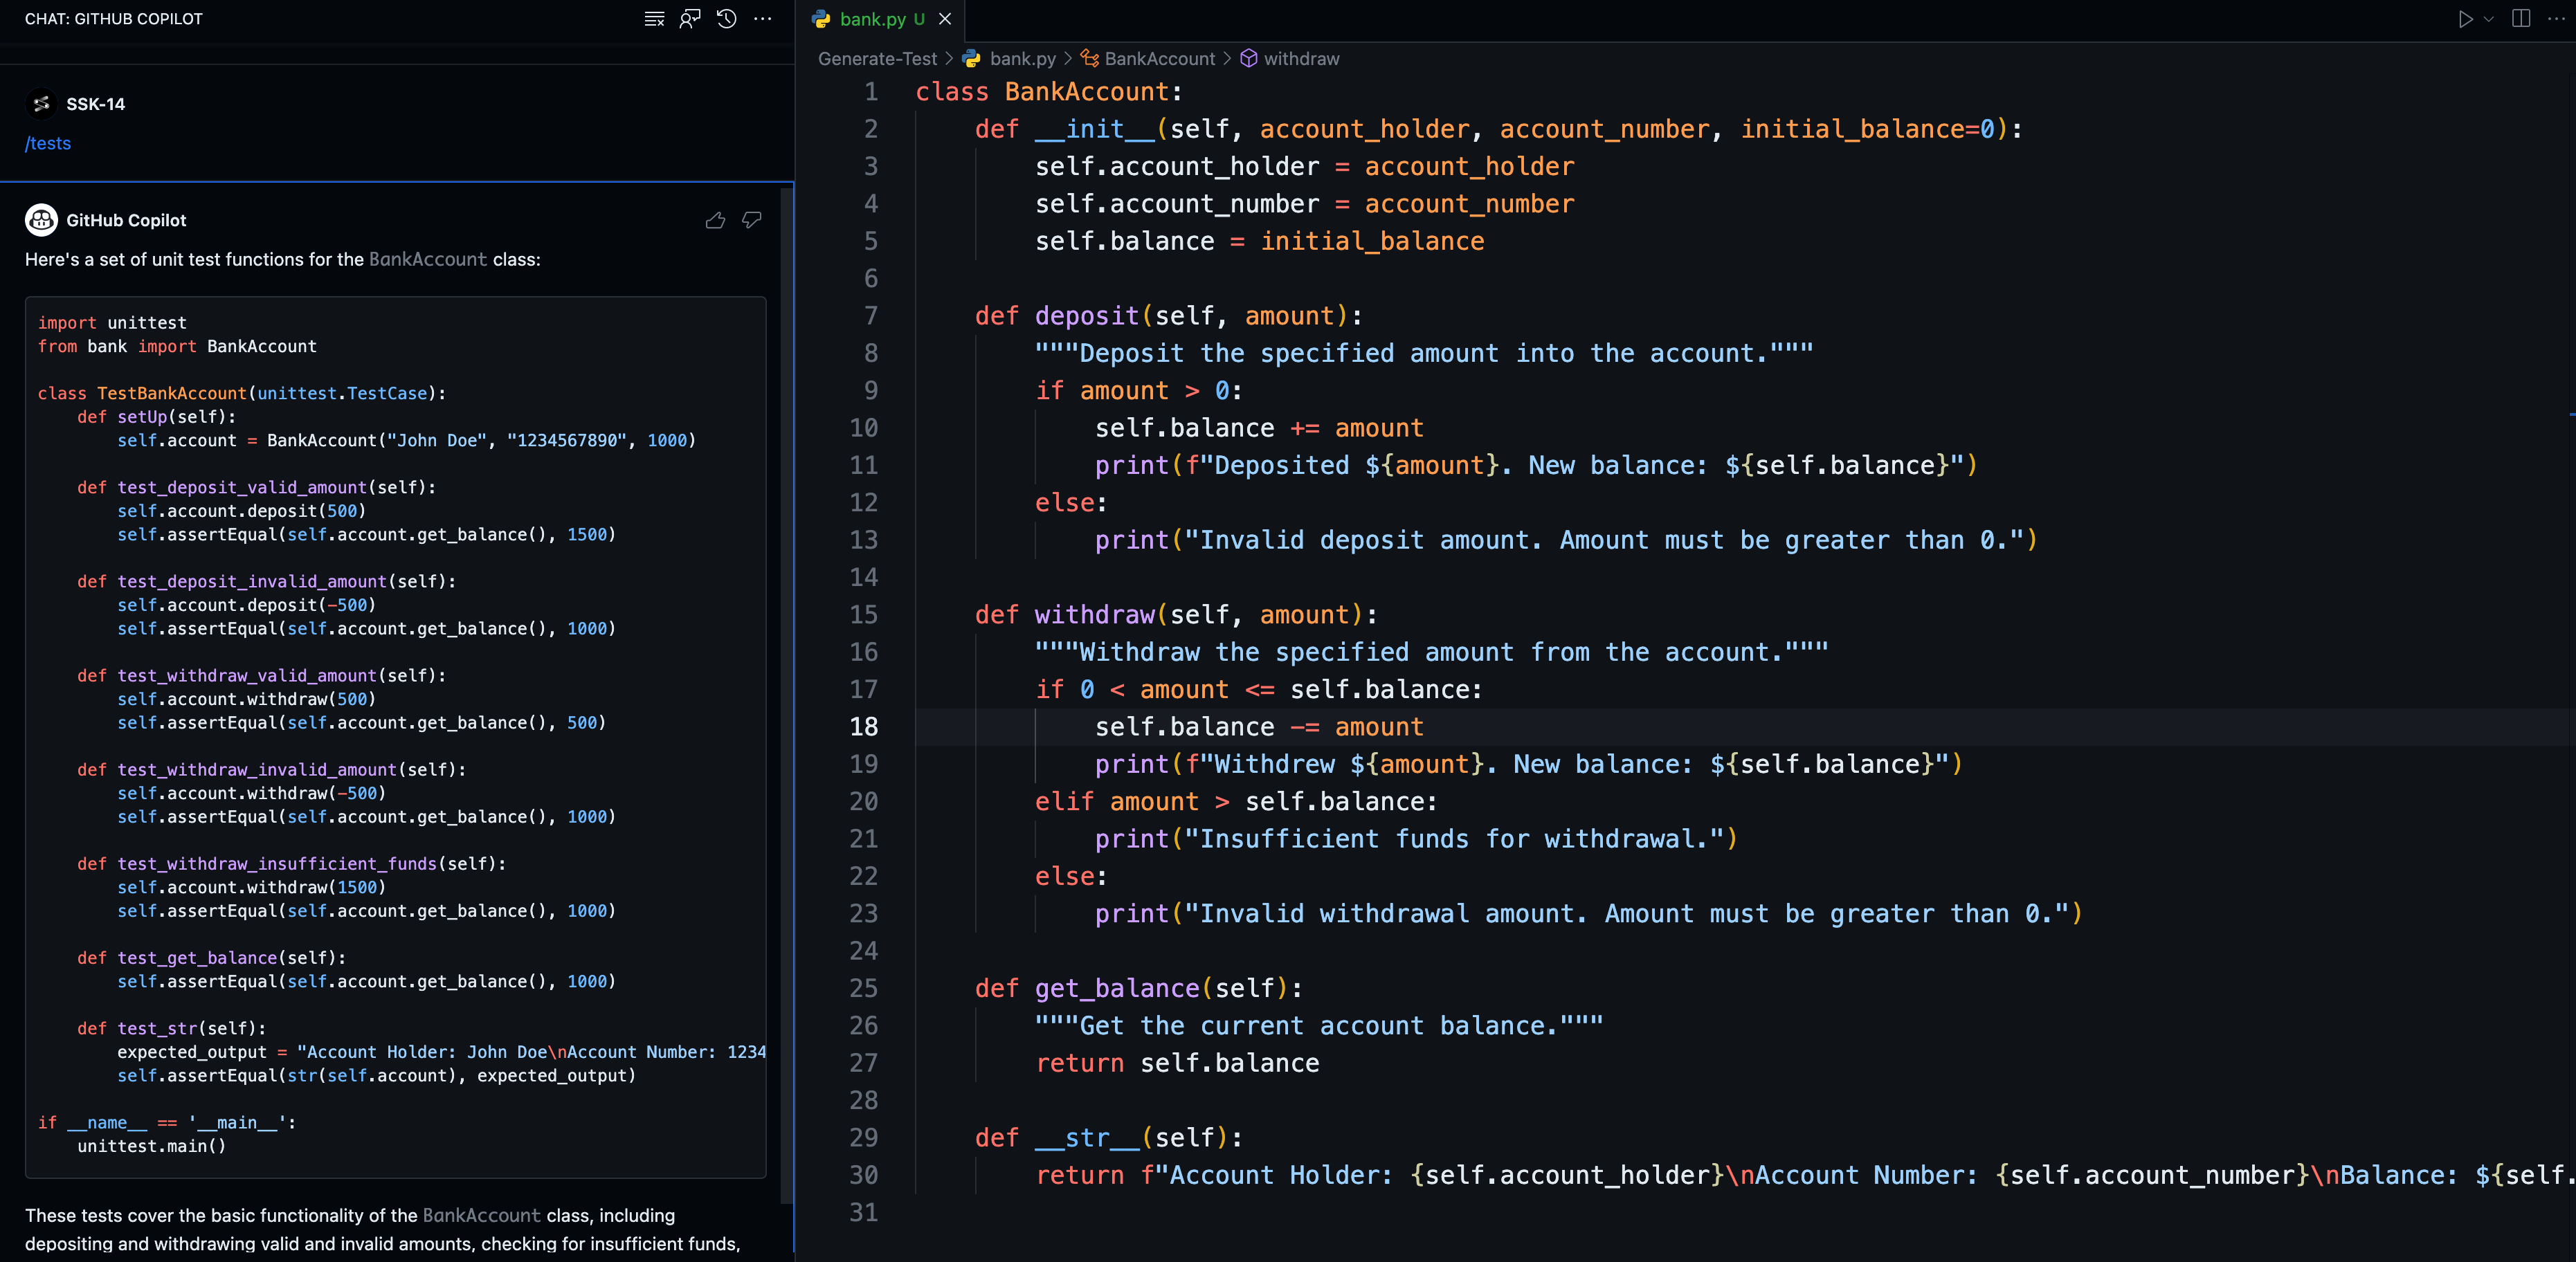 CHAT: GITHUB COPILOT
SSK-14
/tests
GitHub Copilot
Here's a set of unit test functions for the BankAccount class:
import unittest
from bank import BankAccount
class TestBankAccount(unittest.TestCase):
    def setUp(self):
        self.account = BankAccount("John Doe", "1234567890", 1000)
    def test_deposit_valid_amount(self):
        self.account.deposit(500)
        self.assertEqual(self.account.get_balance(), 1500)
    def test_deposit_invalid_amount(self):
        self.account.deposit(-500)
        self.assertEqual(self.account.get_balance(), 1000)
    def test_withdraw_valid_amount(self):
        self.account.withdraw(500)
        self.assertEqual(self.account.get_balance(), 500)
    def test_withdraw_invalid_amount(self):
        self.account.withdraw(-500)
        self.assertEqual(self.account.get_balance(), 1000)
    def test_withdraw_insufficient_funds(self):
        self.account.withdraw(1500)
        self.assertEqual(self.account.get_balance(), 1000)
    def test_get_balance(self):
        self.assertEqual(self.account.get_balance(), 1000)
    def test_str(self):
        expected_output = "Account Holder: John Doe\nAccount Number: 1234
        self.assertEqual(str(self.account), expected_output)
if __name__ == '__main__':
    unittest.main()
These tests cover the basic functionality of the BankAccount class, including
depositing and withdrawing valid and invalid amounts, checking for insufficient funds,
bank.py U
Generate-Test > bank.py > BankAccount > withdraw
1 class BankAccount:
2     def __init__(self, account_holder, account_number, initial_balance=0):
3         self.account_holder = account_holder
4         self.account_number = account_number
5         self.balance = initial_balance
6
7     def deposit(self, amount):
8         """Deposit the specified amount into the account."""
9         if amount > 0:
10             self.balance += amount
11             print(f"Deposited ${amount}. New balance: ${self.balance}")
12         else:
13             print("Invalid deposit amount. Amount must be greater than 0.")
14
15     def withdraw(self, amount):
16         """Withdraw the specified amount from the account."""
17         if 0 < amount <= self.balance:
18             self.balance -= amount
19             print(f"Withdrew ${amount}. New balance: ${self.balance}")
20         elif amount > self.balance:
21             print("Insufficient funds for withdrawal.")
22         else:
23             print("Invalid withdrawal amount. Amount must be greater than 0.")
24
25     def get_balance(self):
26         """Get the current account balance."""
27         return self.balance
28
29     def __str__(self):
30         return f"Account Holder: {self.account_holder}\nAccount Number: {self.account_number}\nBalance: ${self.
31